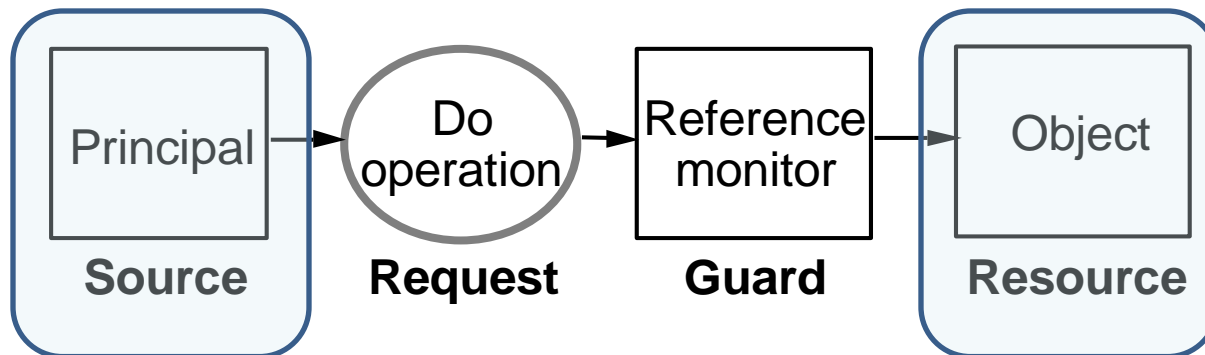 Principal
Do
operation
Reference
monitor
Object
Source
Request
Guard
Resource